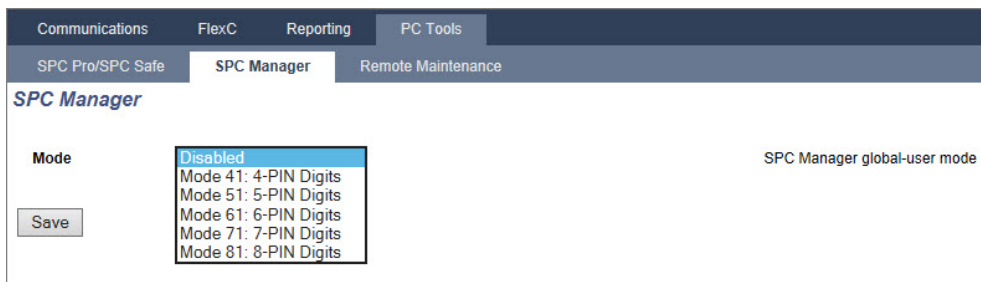 Communications FlexC Reporting PC Tools
SPC Pro/SPC Safe SPC Manager Remote Maintenance
SPC Manager
Mode Disabled SPC Manager global-user mode
Mode 41: 4-PIN Digits
Mode 51: 5-PIN Digits
Mode 61: 6-PIN Digits
Mode 71: 7-PIN Digits
Mode 81: 8-PIN Digits
Save